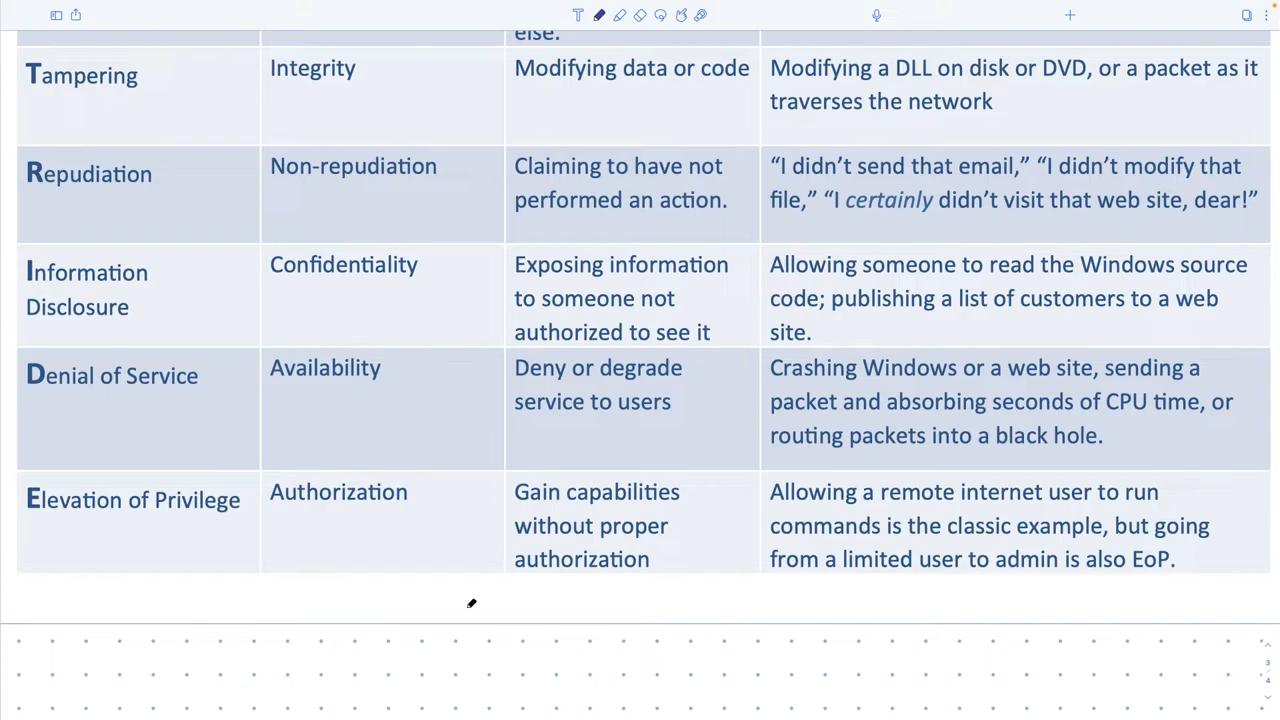 else.
Tampering
Integrity
Modifying data or code
Modifying a DLL on disk or DVD, or a packet as it
traverses the network
Repudiation
Non-repudiation
Claiming to have not
performed an action.
“I didn’t send that email,” “I didn’t modify that
file,” “I certainly didn’t visit that web site, dear!”
Information
Disclosure
Confidentiality
Exposing information
to someone not
authorized to see it
Allowing someone to read the Windows source
code; publishing a list of customers to a web
site.
Denial of Service
Availability
Deny or degrade
service to users
Crashing Windows or a web site, sending a
packet and absorbing seconds of CPU time, or
routing packets into a black hole.
Elevation of Privilege
Authorization
Gain capabilities
without proper
authorization
Allowing a remote internet user to run
commands is the classic example, but going
from a limited user to admin is also EoP.
3
4